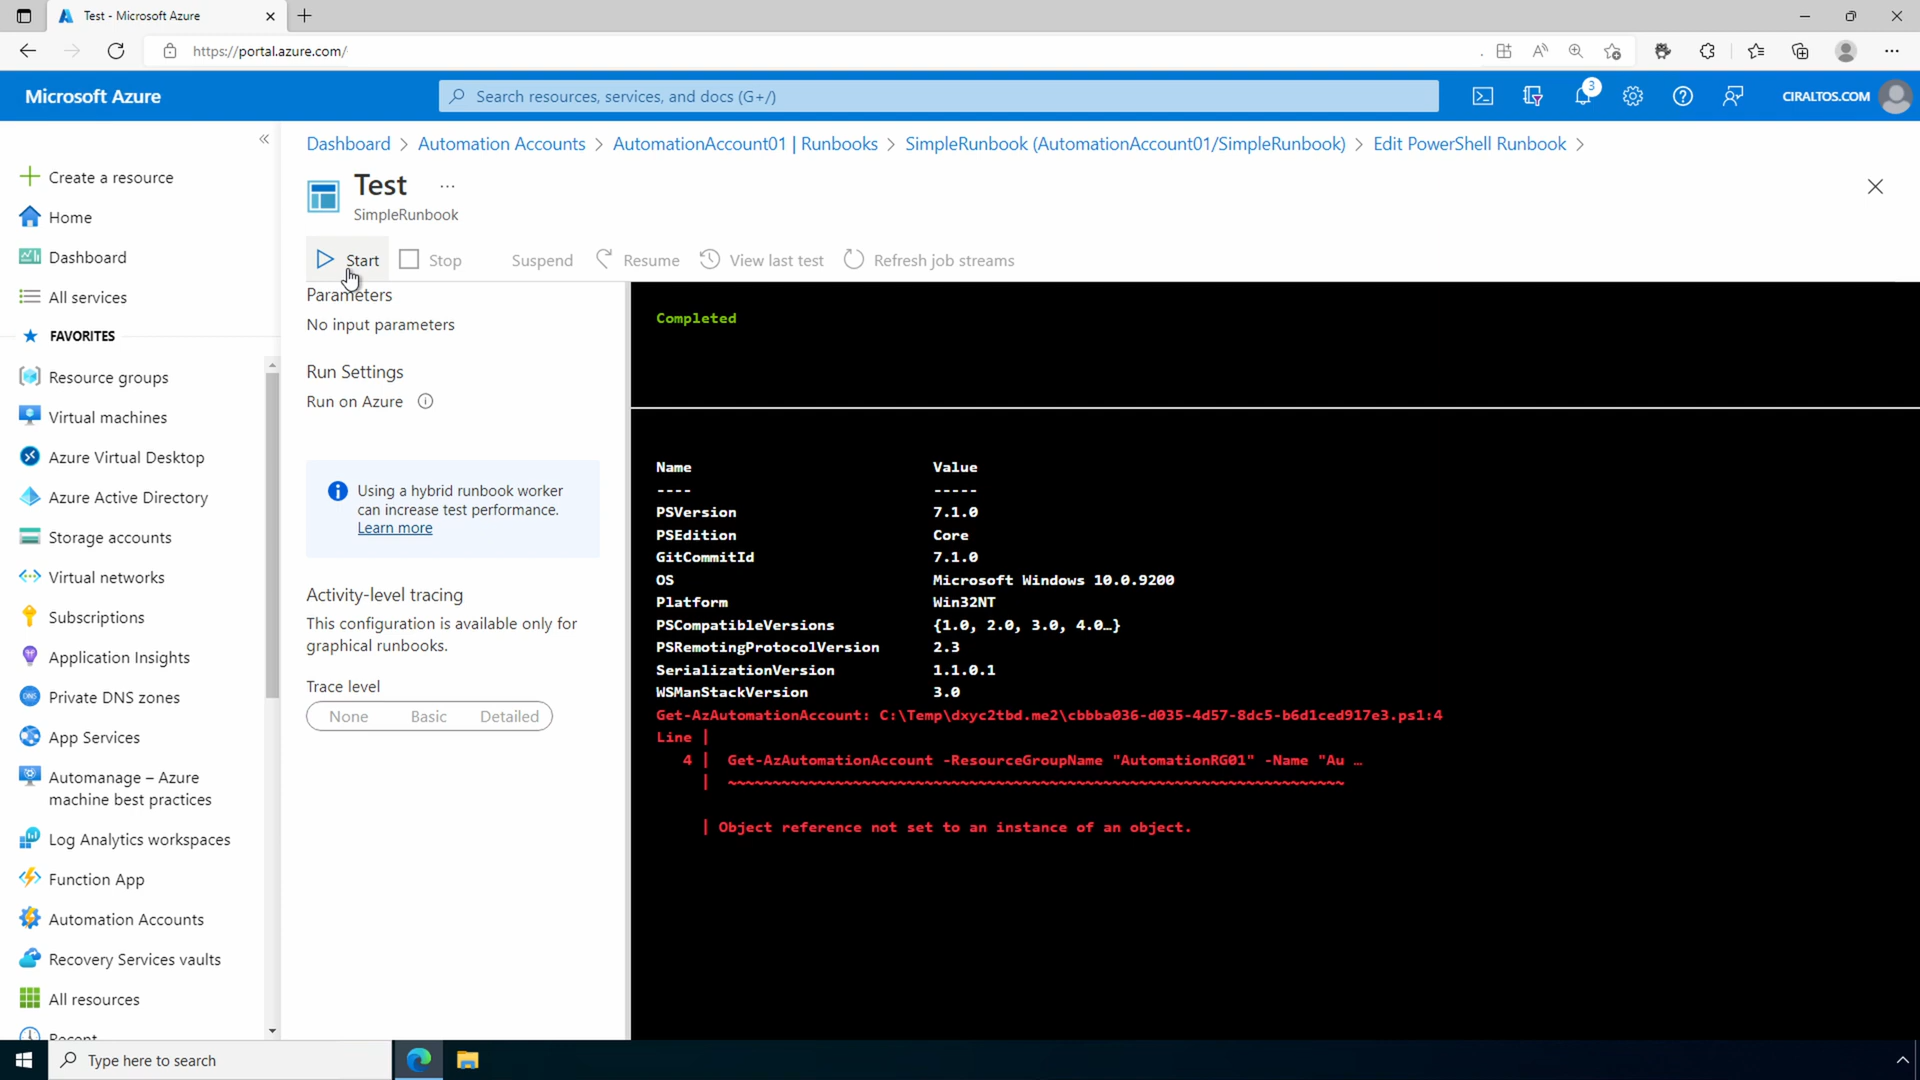 Test - Microsoft Azure
https://portal.azure.com/
Microsoft Azure
Search resources, services, and docs (G+/)
3
CIRALTOS.COM
Dashboard > Automation Accounts > AutomationAccount01 | Runbooks > SimpleRunbook (AutomationAccount01/SimpleRunbook) > Edit PowerShell Runbook >
Test ...
SimpleRunbook
Start
Stop
Suspend
Resume
View last test
Refresh job streams
Create a resource
Home
Dashboard
All services
FAVORITES
Resource groups
Virtual machines
Azure Virtual Desktop
Azure Active Directory
Storage accounts
Virtual networks
Subscriptions
Application Insights
DNS
Private DNS zones
App Services
Automanage – Azure
machine best practices
Log Analytics workspaces
Function App
Automation Accounts
Recovery Services vaults
All resources
Recent
Parameters
No input parameters
Run Settings
Run on Azure
Using a hybrid runbook worker
can increase test performance.
Learn more
Activity-level tracing
This configuration is available only for
graphical runbooks.
Trace level
None Basic Detailed
Completed
Name Value
---- -----
PSVersion 7.1.0
PSEdition Core
GitCommitId 7.1.0
OS Microsoft Windows 10.0.9200
Platform Win32NT
PSCompatibleVersions {1.0, 2.0, 3.0, 4.0…}
PSRemotingProtocolVersion 2.3
SerializationVersion 1.1.0.1
WSManStackVersion 3.0
Get-AzAutomationAccount: C:\Temp\dxyc2tbd.me2\cbbba036-d035-4d57-8dc5-b6d1ced917e3.ps1:4
Line |
4 | Get-AzAutomationAccount -ResourceGroupName "AutomationRG01" -Name "Au …
| ~~~~~~~~~~~~~~~~~~~~~~~~~~~~~~~~~~~~~~~~~~~~~~~~~~~~~~~~~~~~~~~~~~~~~
| Object reference not set to an instance of an object.
Type here to search